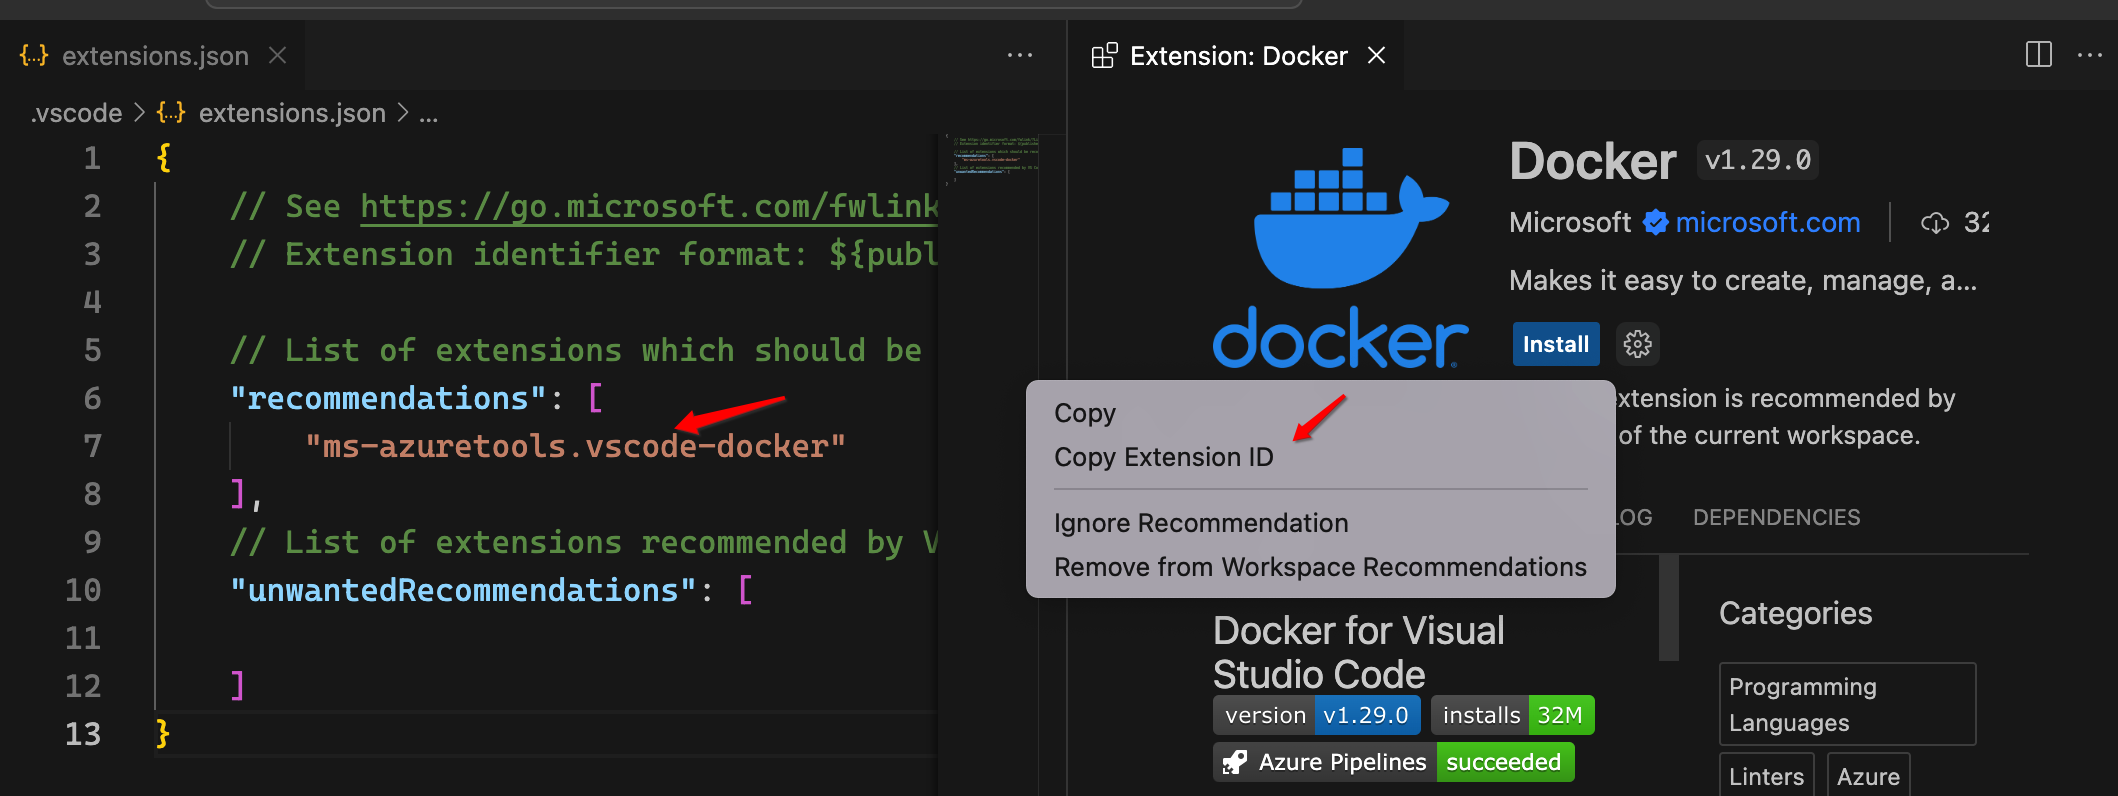 {..} extensions.json
Extension: Docker
.vscode > {..} extensions.json > ...
1 {
2 // See https://go.microsoft.com/fwlink
3 // Extension identifier format: ${publ
4
5 // List of extensions which should be
6 "recommendations": [
7 "ms-azuretools.vscode-docker"
8 ],
9 // List of extensions recommended by V
10 "unwantedRecommendations": [
11
12 ]
13 }
docker
Docker v1.29.0
Microsoft microsoft.com | 32
Makes it easy to create, manage, a...
Install
extension is recommended by
of the current workspace.
Copy
Copy Extension ID
Ignore Recommendation
Remove from Workspace Recommendations
LOG DEPENDENCIES
Docker for Visual
Studio Code
version v1.29.0 installs 32M
Azure Pipelines succeeded
Categories
Programming
Languages
Linters Azure